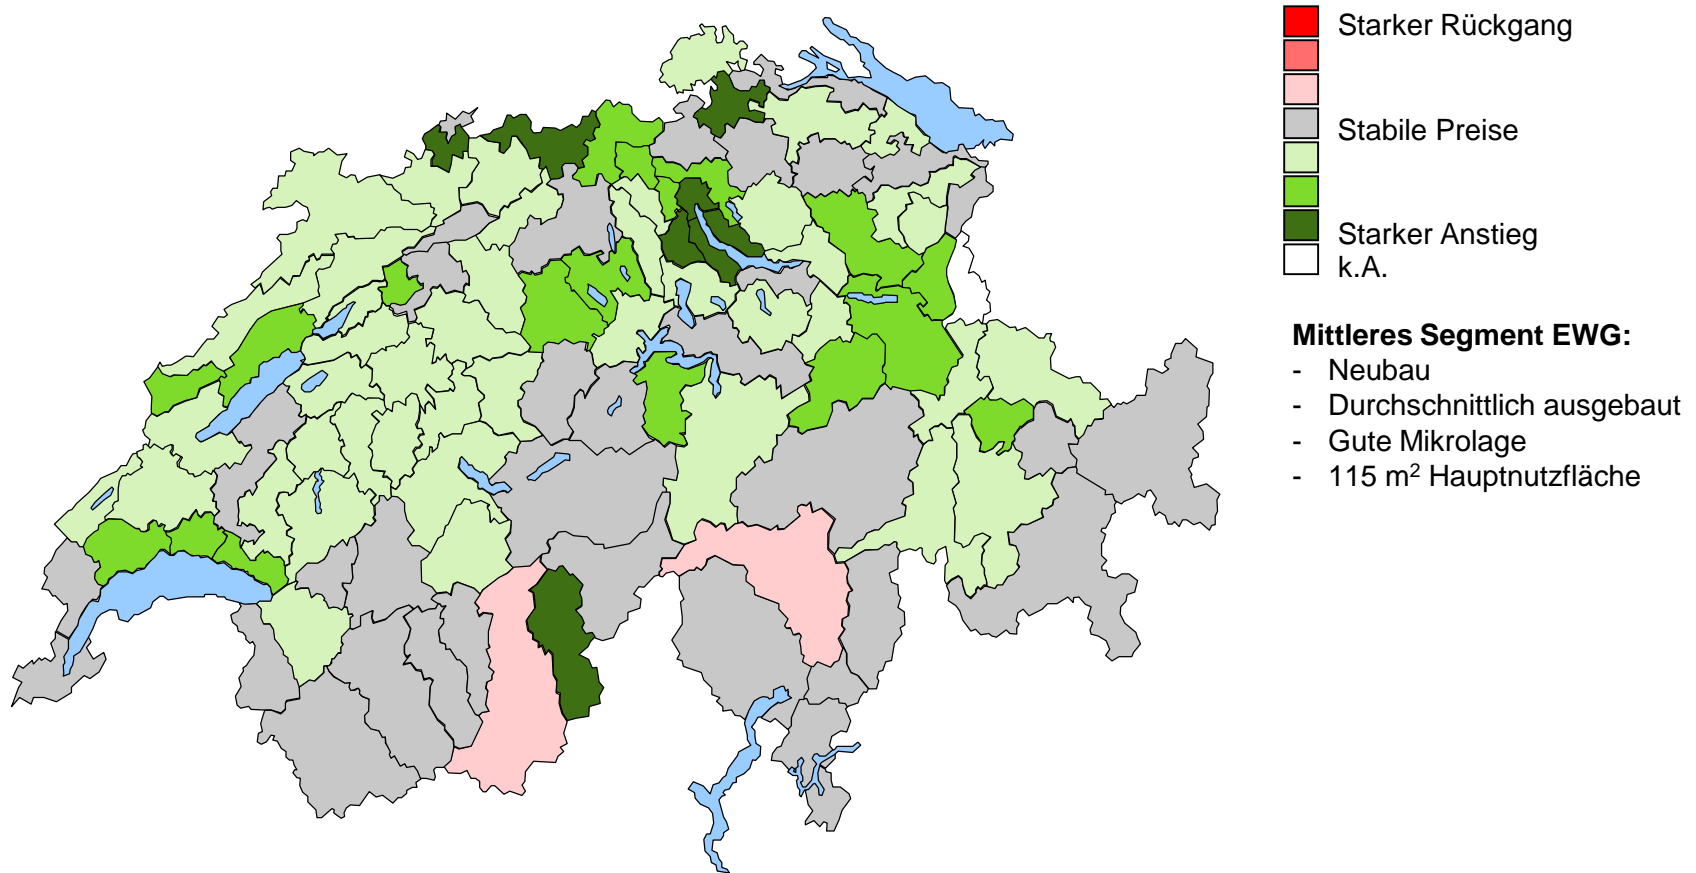 Starker Rückgang
Stabile Preise
Starker Anstieg
k.A.
Mittleres Segment EWG:
- Neubau
- Durchschnittlich ausgebaut
- Gute Mikrolage
- 115 m² Hauptnutzfläche